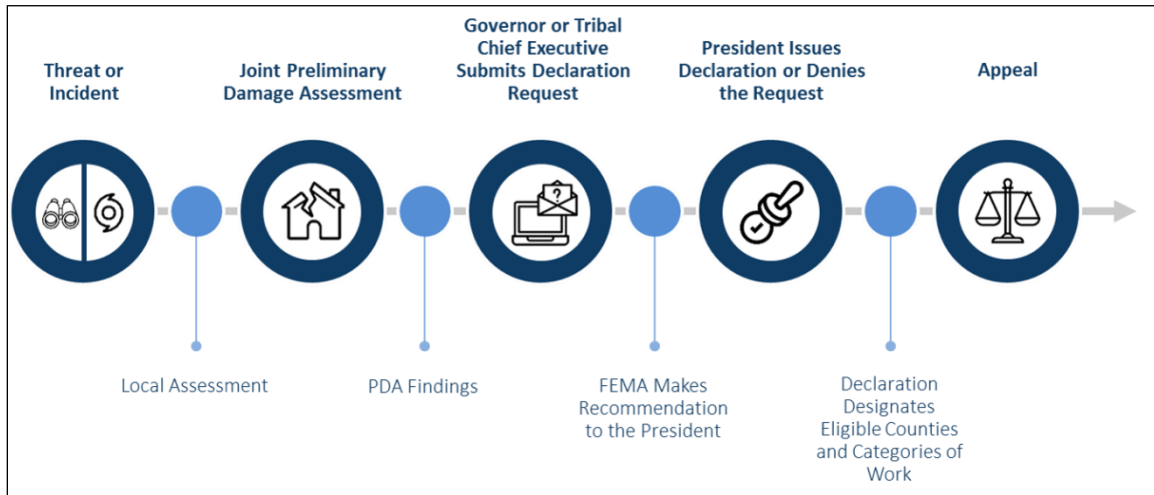 Threat or
Incident
Joint Preliminary
Damage Assessment
Governor or Tribal
Chief Executive
Submits Declaration
Request
President Issues
Declaration or Denies
the Request
Appeal
?
Local Assessment
PDA Findings
FEMA Makes
Recommendation
to the President
Declaration
Designates
Eligible Counties
and Categories of
Work